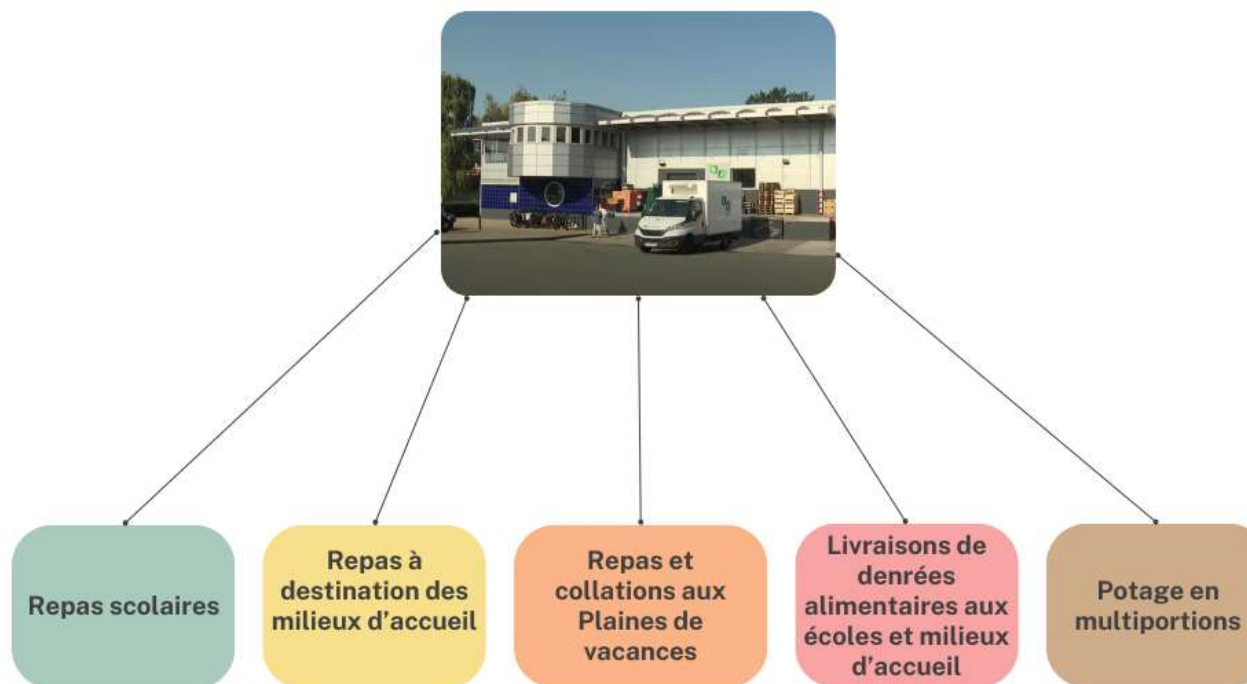 Repas scolaires
Repas à
destination des
milieux d’accueil
Repas et
collations aux
Plaines de
vacances
Livraisons de
denrées
alimentaires aux
écoles et milieux
d’accueil
Potage en
multiportions